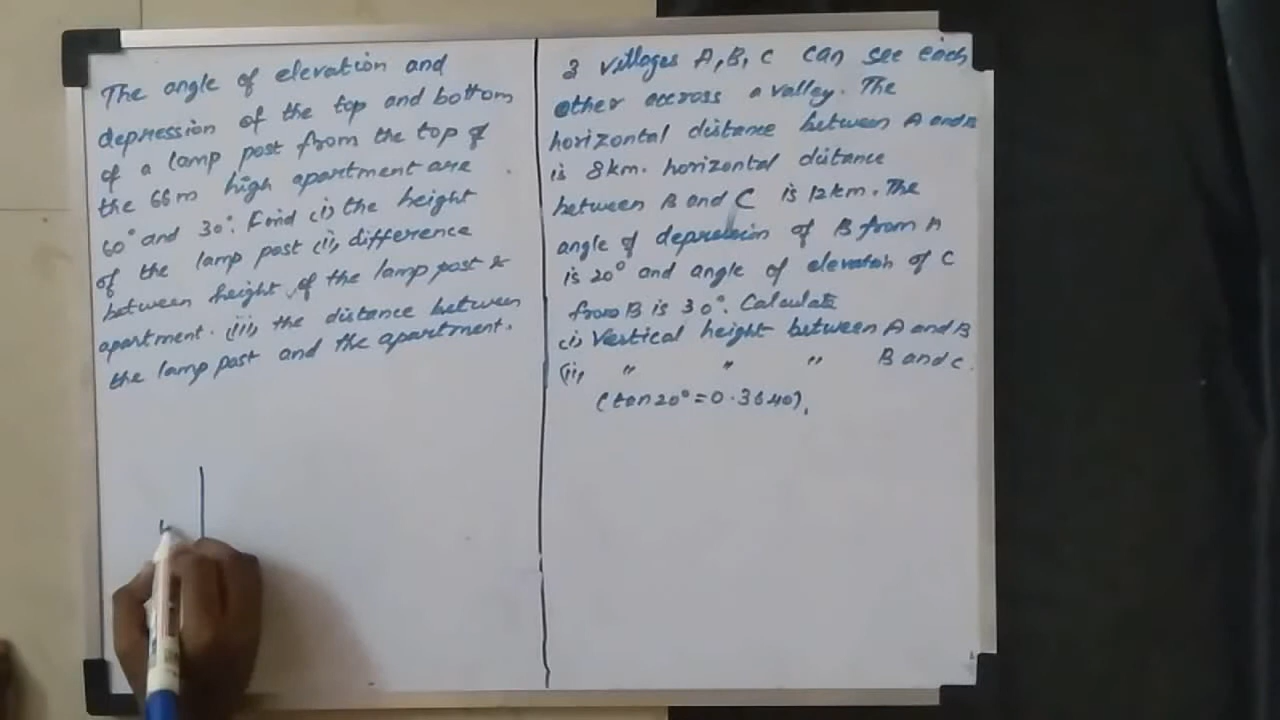 The angle of elevation and
depression of the top and bottom
of a lamp post from the top of
the 66m high apartment are
60° and 30°. Find (i) the height
of the lamp post (ii) difference
between height of the lamp post &
apartment. (iii) the distance between
the lamp post and the apartment.
3 villages A, B, C can see each
other accross a valley. The
horizontal distance between A and B
is 8km. horizontal distance
between B and C is 12km. The
angle of depression of B from A
is 20° and angle of elevation of C
from B is 30°. Calculate
(i) Vertical height between A and B
(ii) " " " B and C.
(tan 20° = 0.3640).